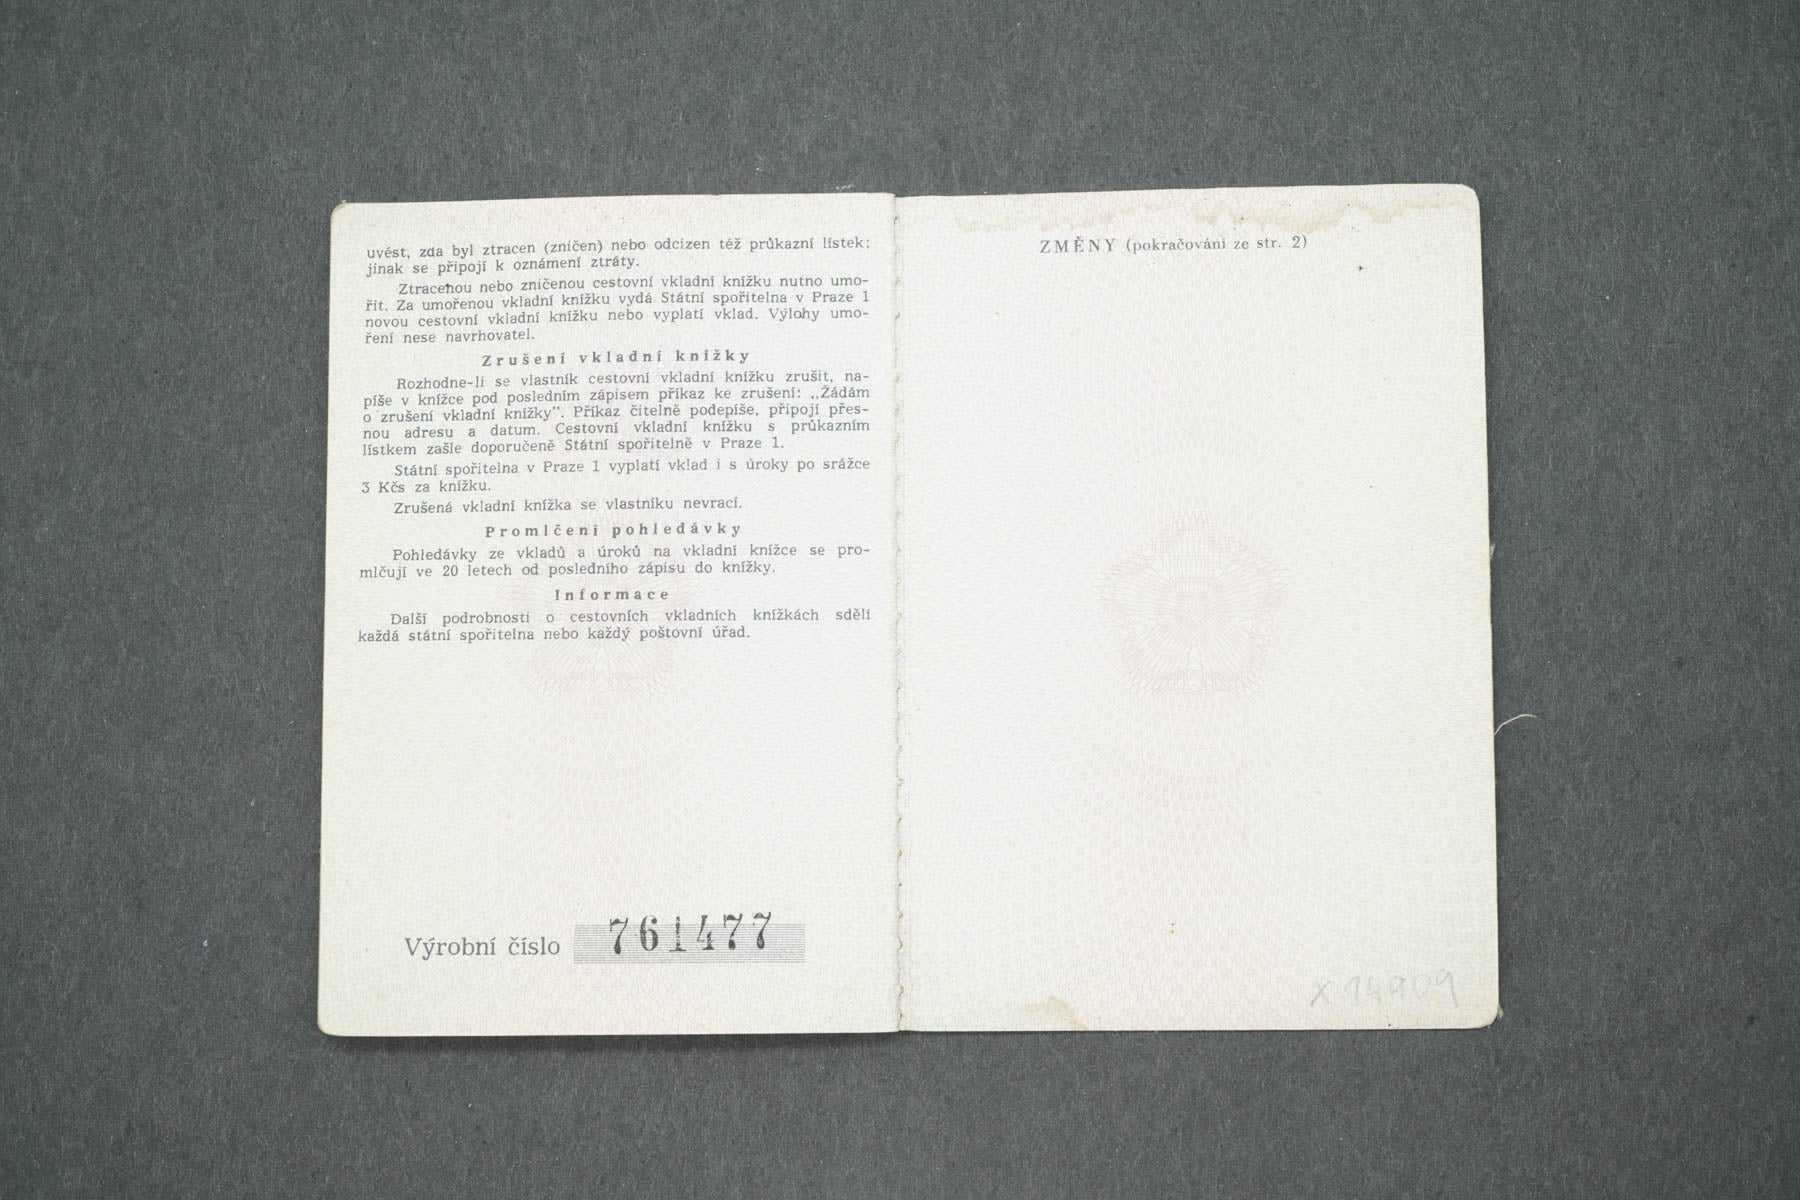 uvést, zda byl ztracen (zničen) nebo odcizen též průkazní lístek;
jinak se připojí k oznámení ztráty.
Ztracenou nebo zničenou cestovní vkladní knížku nutno umo-
řit. Za umořenou vkladní knížku vydá Státní spořitelna v Praze 1
novou cestovní vkladní knížku nebo vyplatí vklad. Výlohy umo-
ření nese navrhovatel.
Zrušení vkladní knížky
Rozhodne-li se vlastník cestovní vkladní knížku zrušit, na-
píše v knížce pod posledním zápisem příkaz ke zrušení: „Žádám
o zrušení vkladní knížky”. Příkaz čitelně podepíše, připojí přes-
nou adresu a datum. Cestovní vkladní knížku s průkazním
lístkem zašle doporučeně Státní spořitelně v Praze 1.
Státní spořitelna v Praze 1 vyplatí vklad i s úroky po srážce
3 Kčs za knížku.
Zrušená vkladní knížka se vlastníku nevrací.
Promlčení pohledávky
Pohledávky ze vkladů a úroků na vkladní knížce se pro-
mlčují ve 20 letech od posledního zápisu do knížky.
Informace
Další podrobnosti o cestovních vkladních knížkách sdělí
každá státní spořitelna nebo každý poštovní úřad.
Výrobní číslo 761477
ZMĚNY (pokračování ze str. 2)